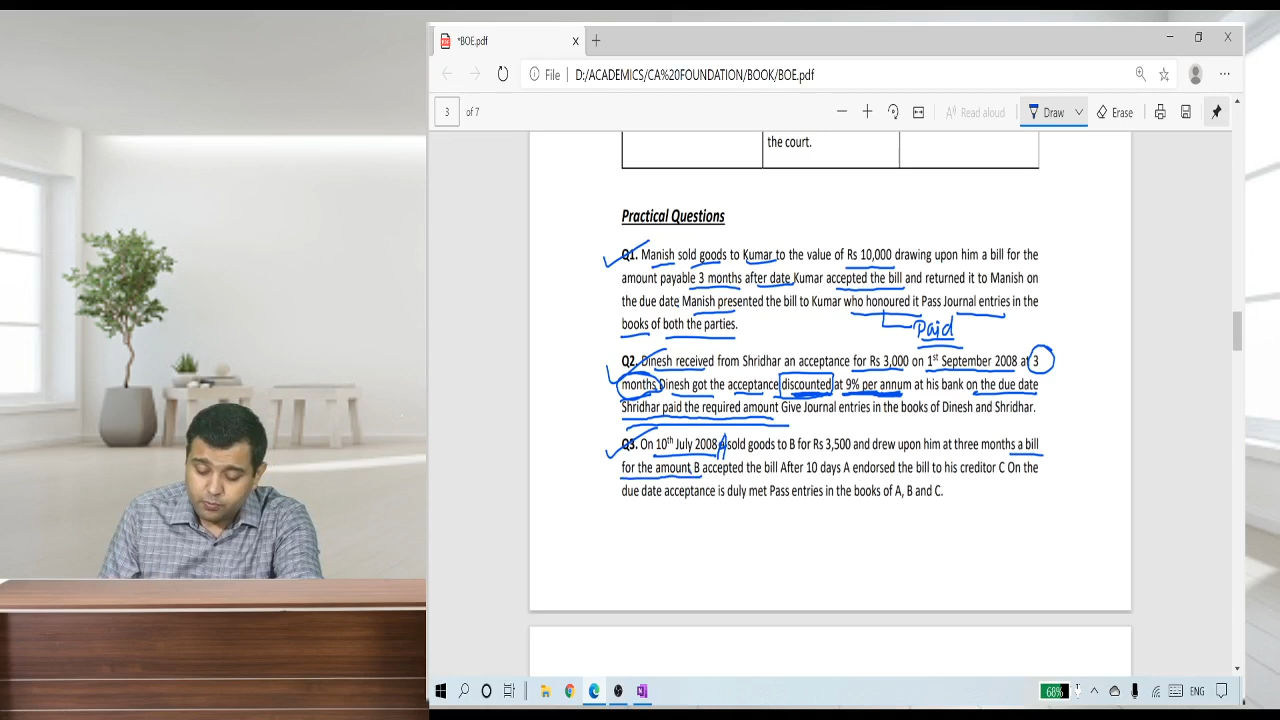 *BOE.pdf
File | D:/ACADEMICS/CA%20FOUNDATION/BOOK/BOE.pdf
3 of 7
Read aloud
Draw
Erase
the court.
Practical Questions
Q1. Manish sold goods to Kumar to the value of Rs 10,000 drawing upon him a bill for the
amount payable 3 months after date Kumar accepted the bill and returned it to Manish on
the due date Manish presented the bill to Kumar who honoured it Pass Journal entries in the
books of both the parties.
Paid
Q2. Dinesh received from Shridhar an acceptance for Rs 3,000 on 1st September 2008 at 3
months Dinesh got the acceptance discounted at 9% per annum at his bank on the due date
Shridhar paid the required amount Give Journal entries in the books of Dinesh and Shridhar.
Q3. On 10th July 2008 A sold goods to B for Rs 3,500 and drew upon him at three months a bill
for the amount B accepted the bill After 10 days A endorsed the bill to his creditor C On the
due date acceptance is duly met Pass entries in the books of A, B and C.
68%
ENG